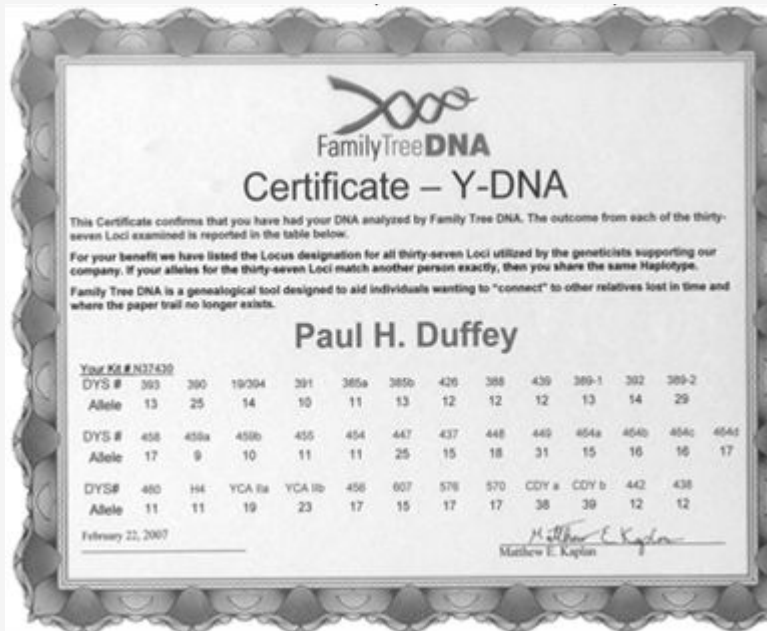 FamilyTreeDNA
Certificate – Y-DNA
This Certificate confirms that you have had your DNA analyzed by Family Tree DNA. The outcome from each of the thirty-
seven Loci examined is reported in the table below.
For your benefit we have listed the Locus designation for all thirty-seven Loci utilized by the geneticists supporting our
company. If your alleles for the thirty-seven Loci match another person exactly, then you share the same Haplotype.
Family Tree DNA is a genealogical tool designed to aid individuals wanting to "connect" to other relatives lost in time and
where the paper trail no longer exists.
Paul H. Duffey
Your Kit # N37430
DYS # 393 390 19/394 391 385a 385b 426 388 439 389-1 392 389-2
Allele 13 25 14 10 11 13 12 12 12 13 14 29
DYS # 458 459a 459b 455 454 447 437 448 449 464a 464b 464c 464d
Allele 17 9 10 11 11 25 15 18 31 15 16 16 17
DYS# 460 H4 YCA IIa YCA IIb 456 607 576 570 CDY a CDY b 442 438
Allele 11 11 19 23 17 15 17 17 38 39 12 12
February 22, 2007
Matthew E Kaplan
Matthew E. Kaplan